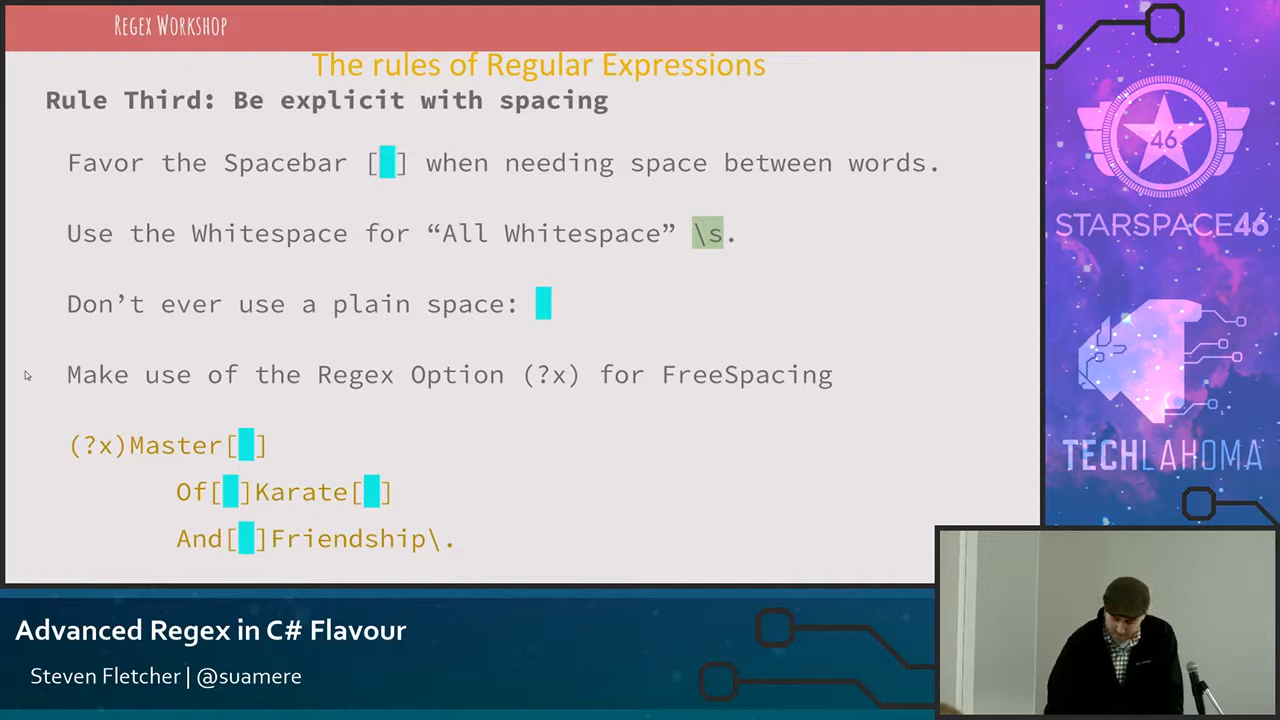 REGEX WORKSHOP
The rules of Regular Expressions
Rule Third: Be explicit with spacing
Favor the Spacebar [ ] when needing space between words.
Use the Whitespace for “All Whitespace” \s.
Don’t ever use a plain space:
Make use of the Regex Option (?x) for FreeSpacing
(?x)Master[ ]
Of[ ]Karate[ ]
And[ ]Friendship\.
46
STARSPACE46
TECHLAHOMA
Advanced Regex in C# Flavour
Steven Fletcher | @suamere